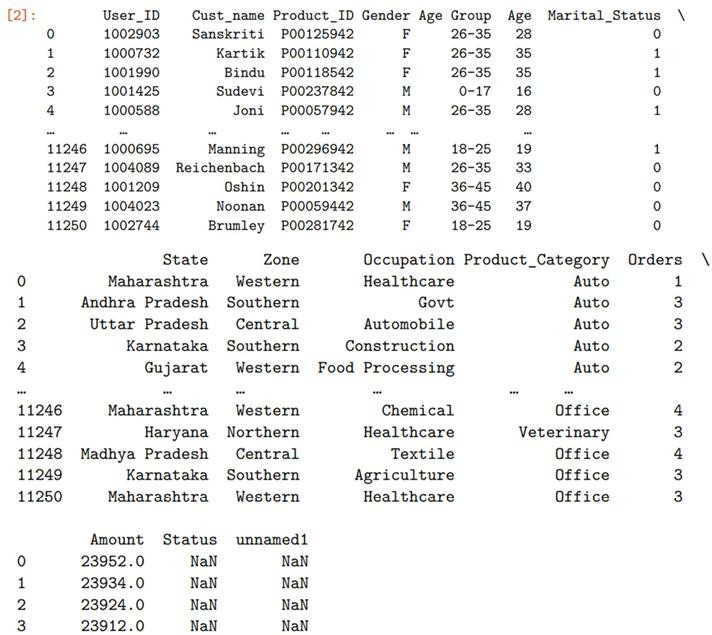 [2]: User_ID Cust_name Product_ID Gender Age Group Age Marital_Status \
0 1002903 Sanskriti P00125942 F 26-35 28 0
1 1000732 Kartik P00110942 F 26-35 35 1
2 1001990 Bindu P00118542 F 26-35 35 1
3 1001425 Sudevi P00237842 M 0-17 16 0
4 1000588 Joni P00057942 M 26-35 28 1
… … … … … … … …
11246 1000695 Manning P00296942 M 18-25 19 1
11247 1004089 Reichenbach P00171342 M 26-35 33 0
11248 1001209 Oshin P00201342 F 36-45 40 0
11249 1004023 Noonan P00059442 M 36-45 37 0
11250 1002744 Brumley P00281742 F 18-25 19 0
State Zone Occupation Product_Category Orders \
0 Maharashtra Western Healthcare Auto 1
1 Andhra Pradesh Southern Govt Auto 3
2 Uttar Pradesh Central Automobile Auto 3
3 Karnataka Southern Construction Auto 2
4 Gujarat Western Food Processing Auto 2
… … … … … …
11246 Maharashtra Western Chemical Office 4
11247 Haryana Northern Healthcare Veterinary 3
11248 Madhya Pradesh Central Textile Office 4
11249 Karnataka Southern Agriculture Office 3
11250 Maharashtra Western Healthcare Office 3
Amount Status unnamed1
0 23952.0 NaN NaN
1 23934.0 NaN NaN
2 23924.0 NaN NaN
3 23912.0 NaN NaN